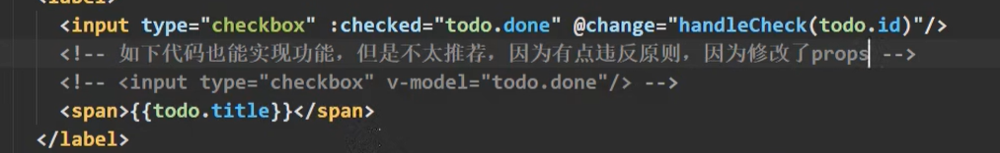 <input type="checkbox" :checked="todo.done" @change="handleCheck(todo.id)"/>
<!-- 如下代码也能实现功能，但是不太推荐，因为有点违反原则，因为修改了props -->
<!-- <input type="checkbox" v-model="todo.done"/> -->
<span>{{todo.title}}</span>
</label>